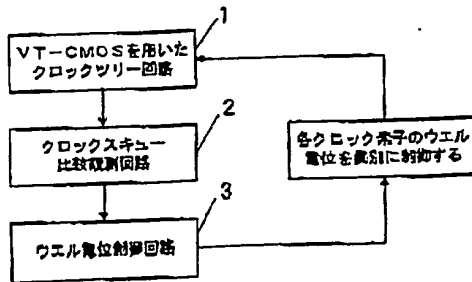 1
VT-CMOSを用いた
クロックツリー回路
2
クロックスキュー
比較観測回路
3
ウエル電位制御回路
各クロック素子のウエル
電位を個別に制御する